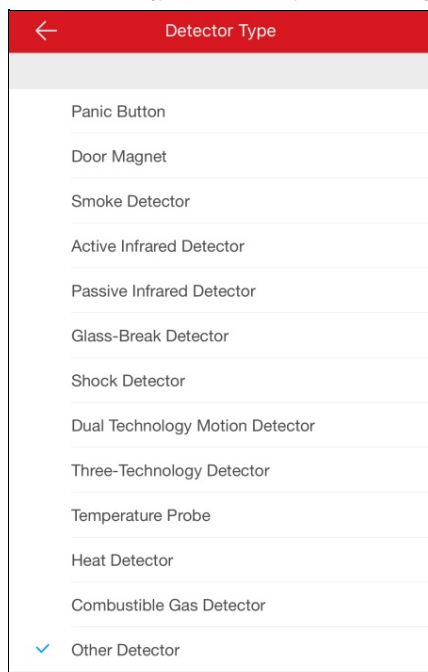 Detector Type
Panic Button
Door Magnet
Smoke Detector
Active Infrared Detector
Passive Infrared Detector
Glass-Break Detector
Shock Detector
Dual Technology Motion Detector
Three-Technology Detector
Temperature Probe
Heat Detector
Combustible Gas Detector
Other Detector